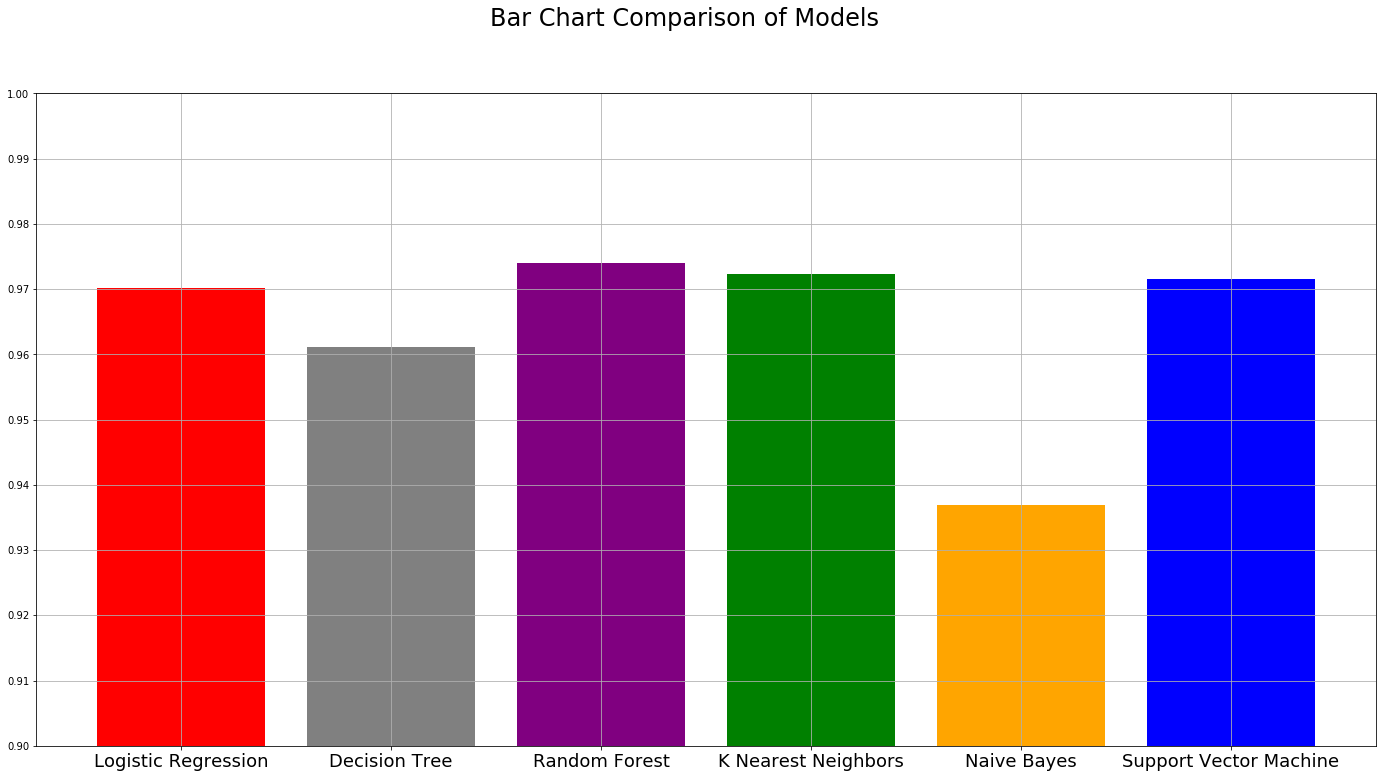 Bar Chart Comparison of Models
1.00
0.99
0.98
0.97
0.96
0.95
0.94
0.93
0.92
0.91
0.90
Logistic Regression
Decision Tree
Random Forest
K Nearest Neighbors
Naive Bayes
Support Vector Machine